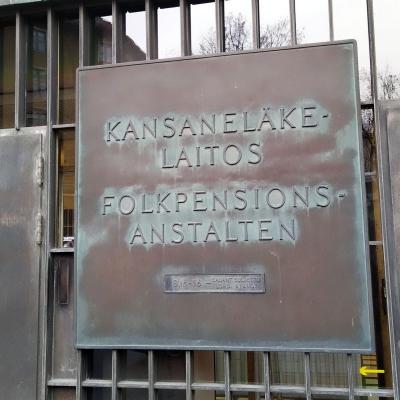 KANSANELÄKE-
LAITOS
FOLKPENSIONS-
ANSTALTEN